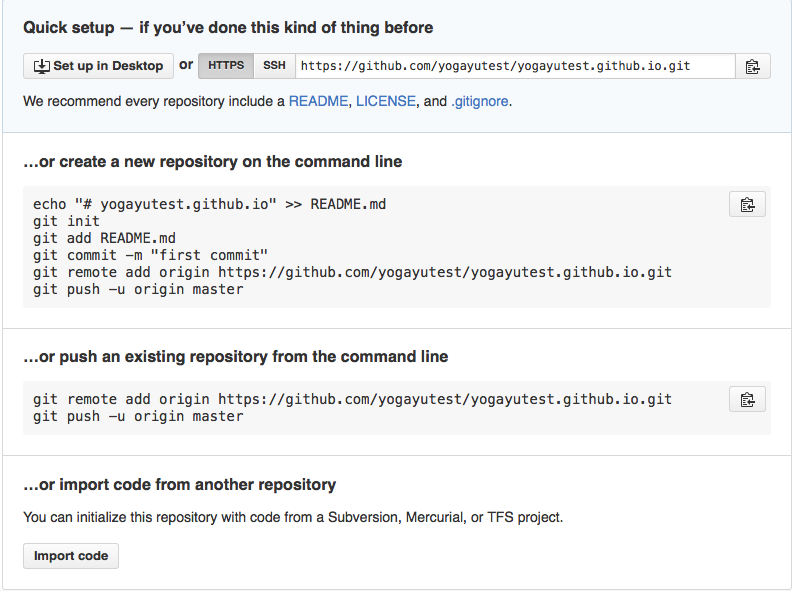 Quick setup — if you’ve done this kind of thing before
Set up in Desktop or HTTPS SSH https://github.com/yogayutest/yogayutest.github.io.git
We recommend every repository include a README, LICENSE, and .gitignore.
…or create a new repository on the command line
echo "# yogayutest.github.io" >> README.md
git init
git add README.md
git commit -m "first commit"
git remote add origin https://github.com/yogayutest/yogayutest.github.io.git
git push -u origin master
…or push an existing repository from the command line
git remote add origin https://github.com/yogayutest/yogayutest.github.io.git
git push -u origin master
…or import code from another repository
You can initialize this repository with code from a Subversion, Mercurial, or TFS project.
Import code